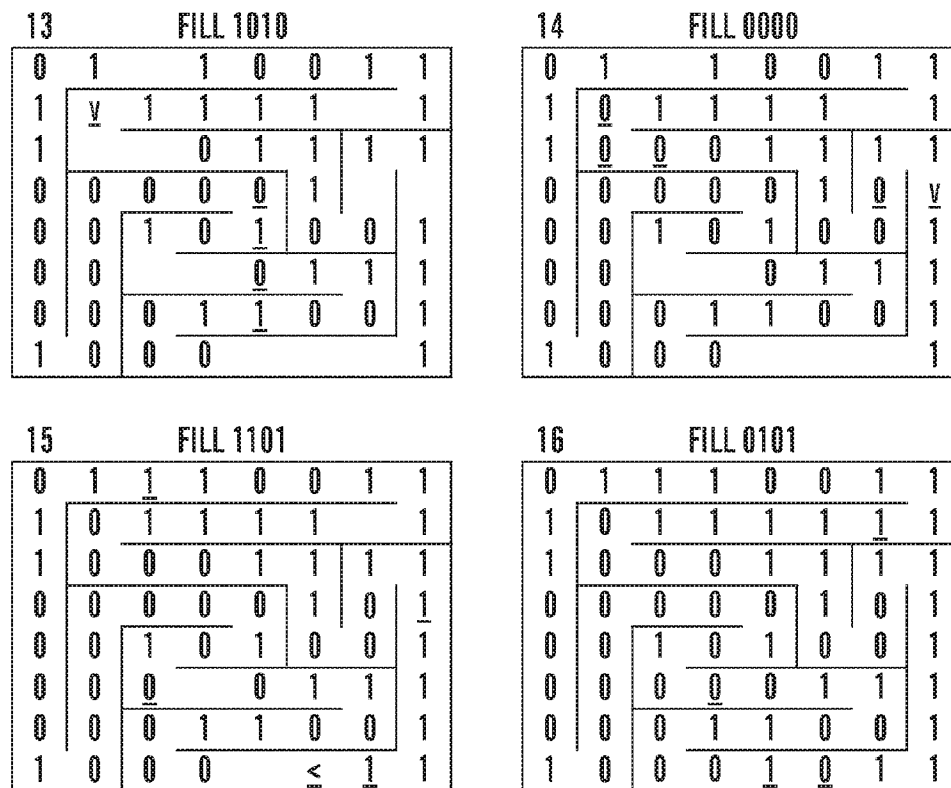 13 FILL 1010
0 1 1 0 0 1 1
1 v 1 1 1 1 1
1 0 1 1 1 1
0 0 0 0 0 1
0 0 1 0 1 0 0 1
0 0 0 1 1 1
0 0 0 1 1 0 0 1
1 0 0 0 1
14 FILL 0000
0 1 1 0 0 1 1
1 0 1 1 1 1 1
1 0 0 0 1 1 1 1
0 0 0 0 0 1 0 v
0 0 1 0 1 0 0 1
0 0 0 1 1 1
0 0 0 1 1 0 0 1
1 0 0 0 1
15 FILL 1101
0 1 1 1 0 0 1 1
1 0 1 1 1 1 1
1 0 0 0 1 1 1 1
0 0 0 0 0 1 0 1
0 0 1 0 1 0 0 1
0 0 0 0 1 1 1
0 0 0 1 1 0 0 1
1 0 0 0 < 1 1
16 FILL 0101
0 1 1 1 0 0 1 1
1 0 1 1 1 1 1 1
1 0 0 0 1 1 1 1
0 0 0 0 0 1 0 1
0 0 1 0 1 0 0 1
0 0 0 0 0 1 1 1
0 0 0 1 1 0 0 1
1 0 0 0 1 0 1 1